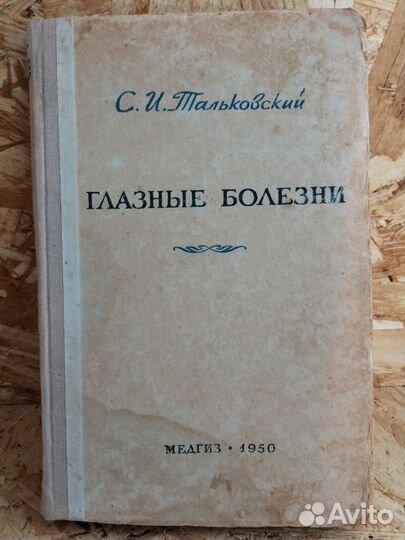 С. И. Тальковский
ГЛАЗНЫЕ БОЛЕЗНИ
МЕДГИЗ • 1950
Avito